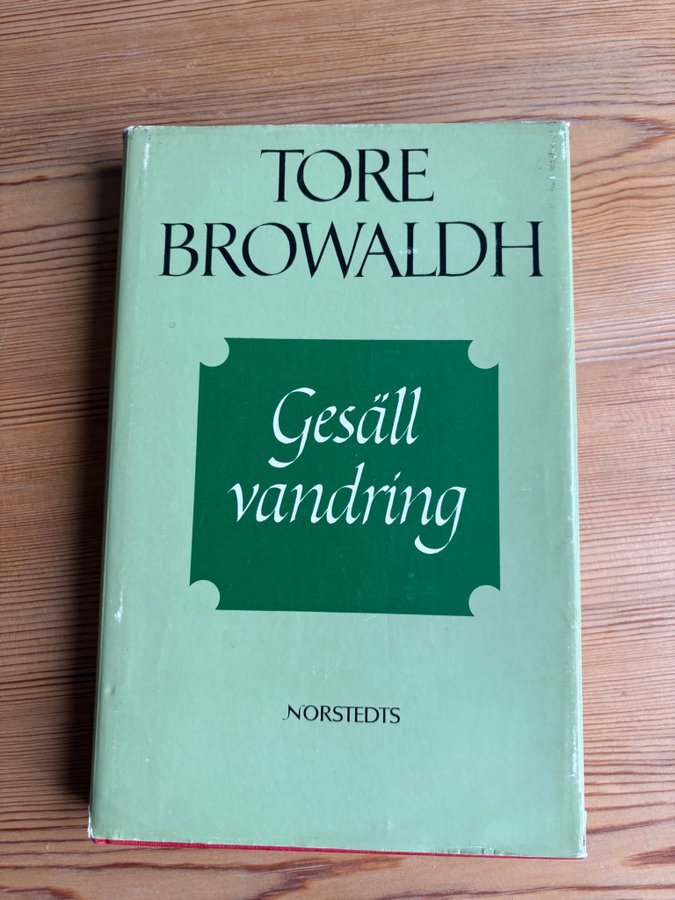 TORE
BROWALDH
Gesäll
vandring
NORSTEDTS